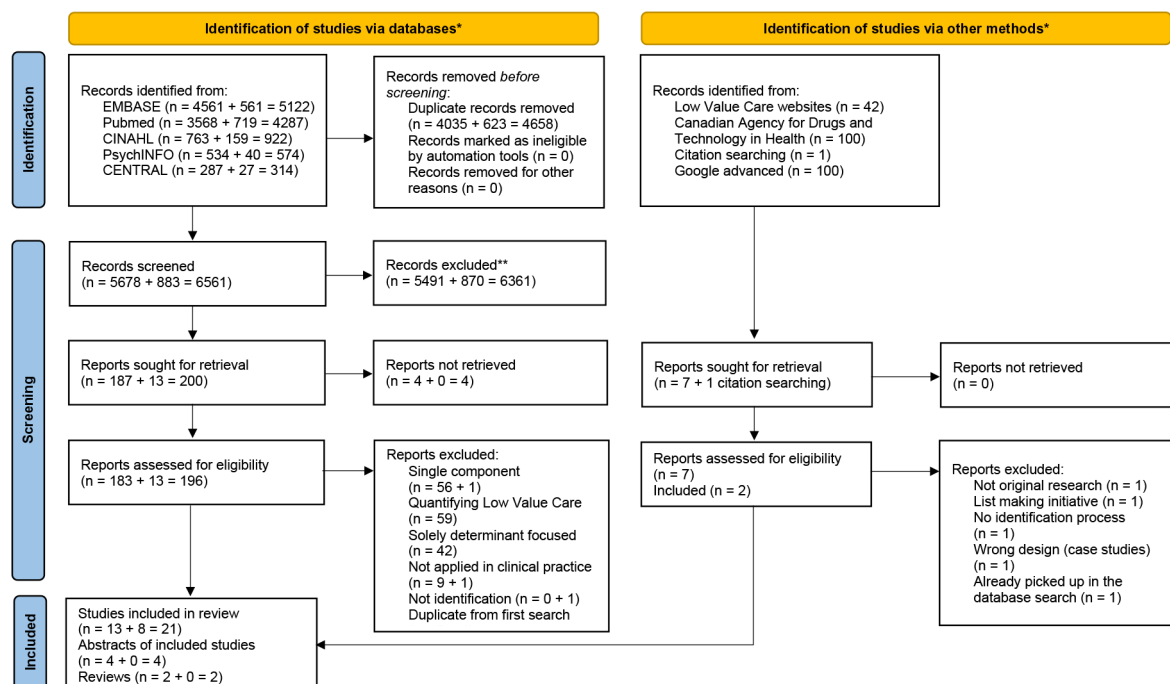 Identification of studies via databases*
Identification of studies via other methods*
Identification
Records identified from:
EMBASE (n = 4561 + 561 = 5122)
Pubmed (n = 3568 + 719 = 4287)
CINAHL (n = 763 + 159 = 922)
PsychINFO (n = 534 + 40 = 574)
CENTRAL (n = 287 + 27 = 314)
Records removed before
screening:
Duplicate records removed
(n = 4035 + 623 = 4658)
Records marked as ineligible
by automation tools (n = 0)
Records removed for other
reasons (n = 0)
Records identified from:
Low Value Care websites (n = 42)
Canadian Agency for Drugs and
Technology in Health (n = 100)
Citation searching (n = 1)
Google advanced (n = 100)
Screening
Records screened
(n = 5678 + 883 = 6561)
Records excluded**
(n = 5491 + 870 = 6361)
Reports sought for retrieval
(n = 187 + 13 = 200)
Reports not retrieved
(n = 4 + 0 = 4)
Reports sought for retrieval
(n = 7 + 1 citation searching)
Reports not retrieved
(n = 0)
Reports assessed for eligibility
(n = 183 + 13 = 196)
Reports excluded:
Single component
(n = 56 + 1)
Quantifying Low Value Care
(n = 59)
Solely determinant focused
(n = 42)
Not applied in clinical practice
(n = 9 + 1)
Not identification (n = 0 + 1)
Duplicate from first search
Reports assessed for eligibility
(n = 7)
Included (n = 2)
Reports excluded:
Not original research (n = 1)
List making initiative (n = 1)
No identification process
(n = 1)
Wrong design (case studies)
(n = 1)
Already picked up in the
database search (n = 1)
Included
Studies included in review
(n = 13 + 8 = 21)
Abstracts of included studies
(n = 4 + 0 = 4)
Reviews (n = 2 + 0 = 2)